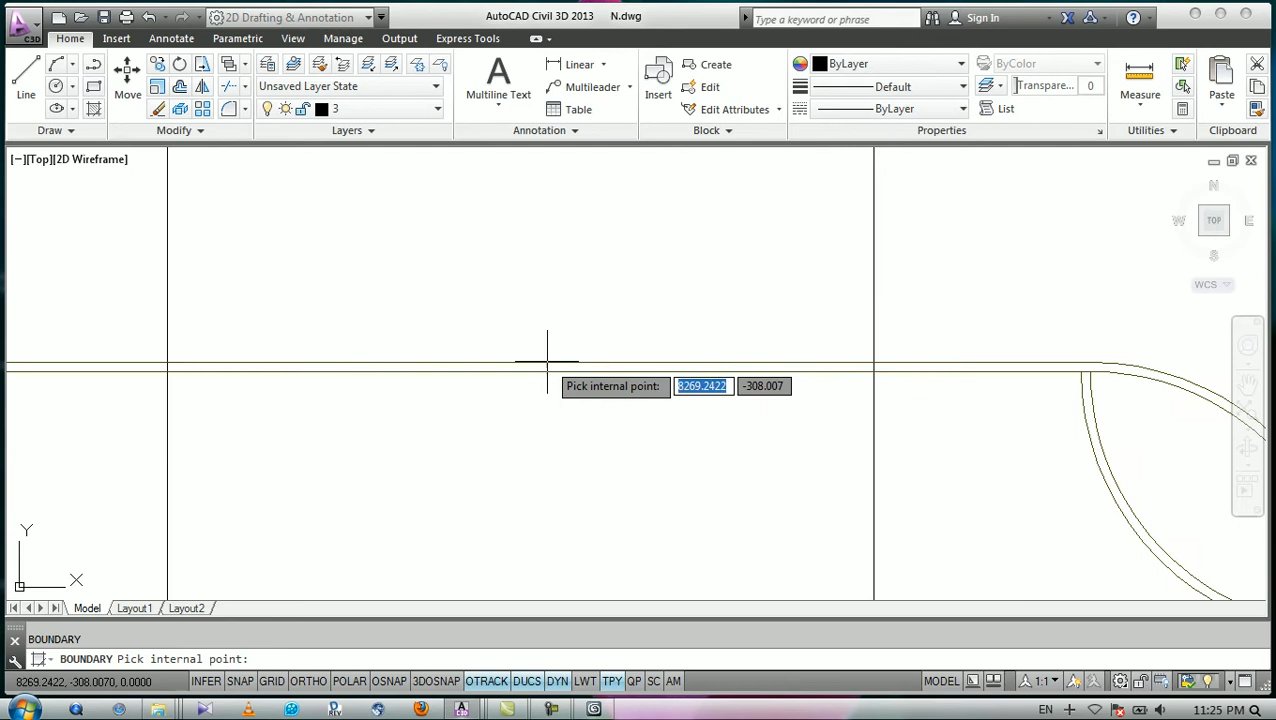 2D Drafting & Annotation
AutoCAD Civil 3D 2013 N.dwg
Type a keyword or phrase
Sign In
C3D
Home Insert Annotate Parametric View Manage Output Express Tools
Line
Move
Unsaved Layer State
3
Multiline Text
Linear
Multileader
Table
Insert
Create
Edit
Edit Attributes
ByLayer
Default
ByLayer
ByColor
Transpare... 0
List
Measure
Paste
Draw Modify Layers Annotation Block Properties Utilities Clipboard
[−][Top][2D Wireframe]
N
W TOP E
S
WCS
Pick internal point: 8269.2422 -308.007
Y
X
Model Layout1 Layout2
BOUNDARY
BOUNDARY Pick internal point:
8269.2422, -308.0070, 0.0000 INFER SNAP GRID ORTHO POLAR OSNAP 3DOSNAP OTRACK DUCS DYN LWT TPY QP SC AM MODEL 1:1
EN 11:25 PM